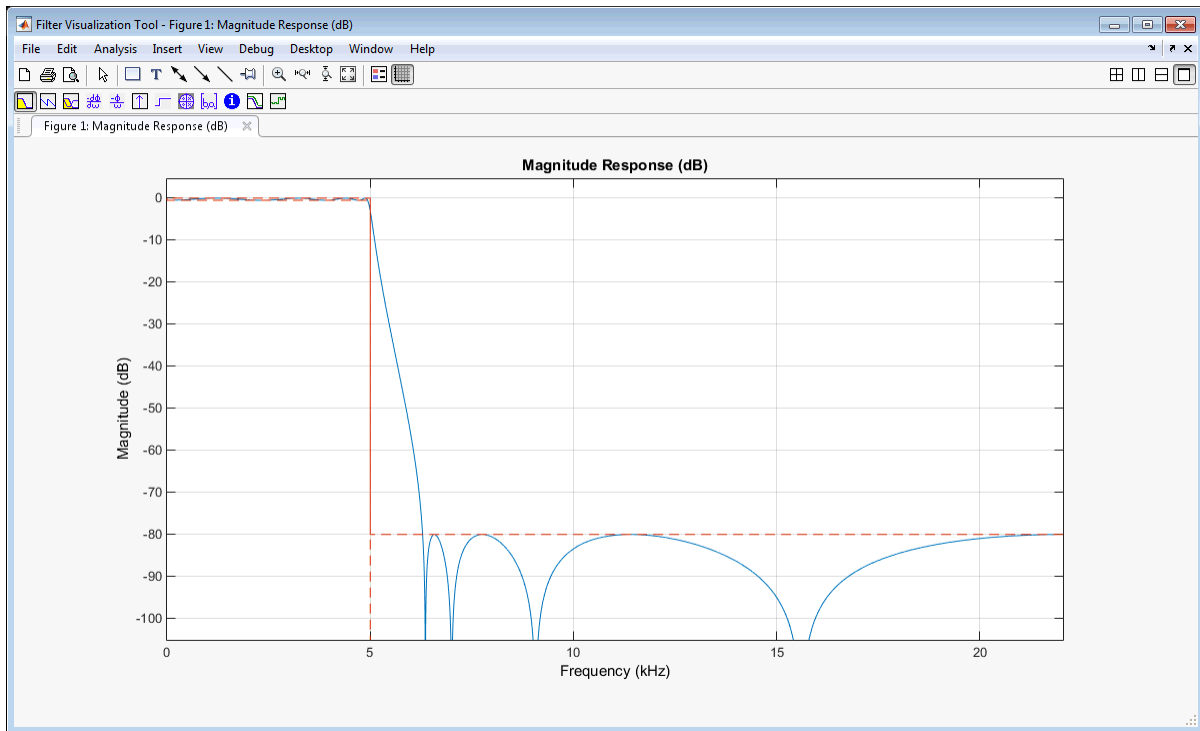 Filter Visualization Tool - Figure 1: Magnitude Response (dB)
File Edit Analysis Insert View Debug Desktop Window Help
Figure 1: Magnitude Response (dB)
Magnitude Response (dB)
0
-10
-20
-30
-40
-50
-60
-70
-80
-90
-100
Magnitude (dB)
0 5 10 15 20
Frequency (kHz)